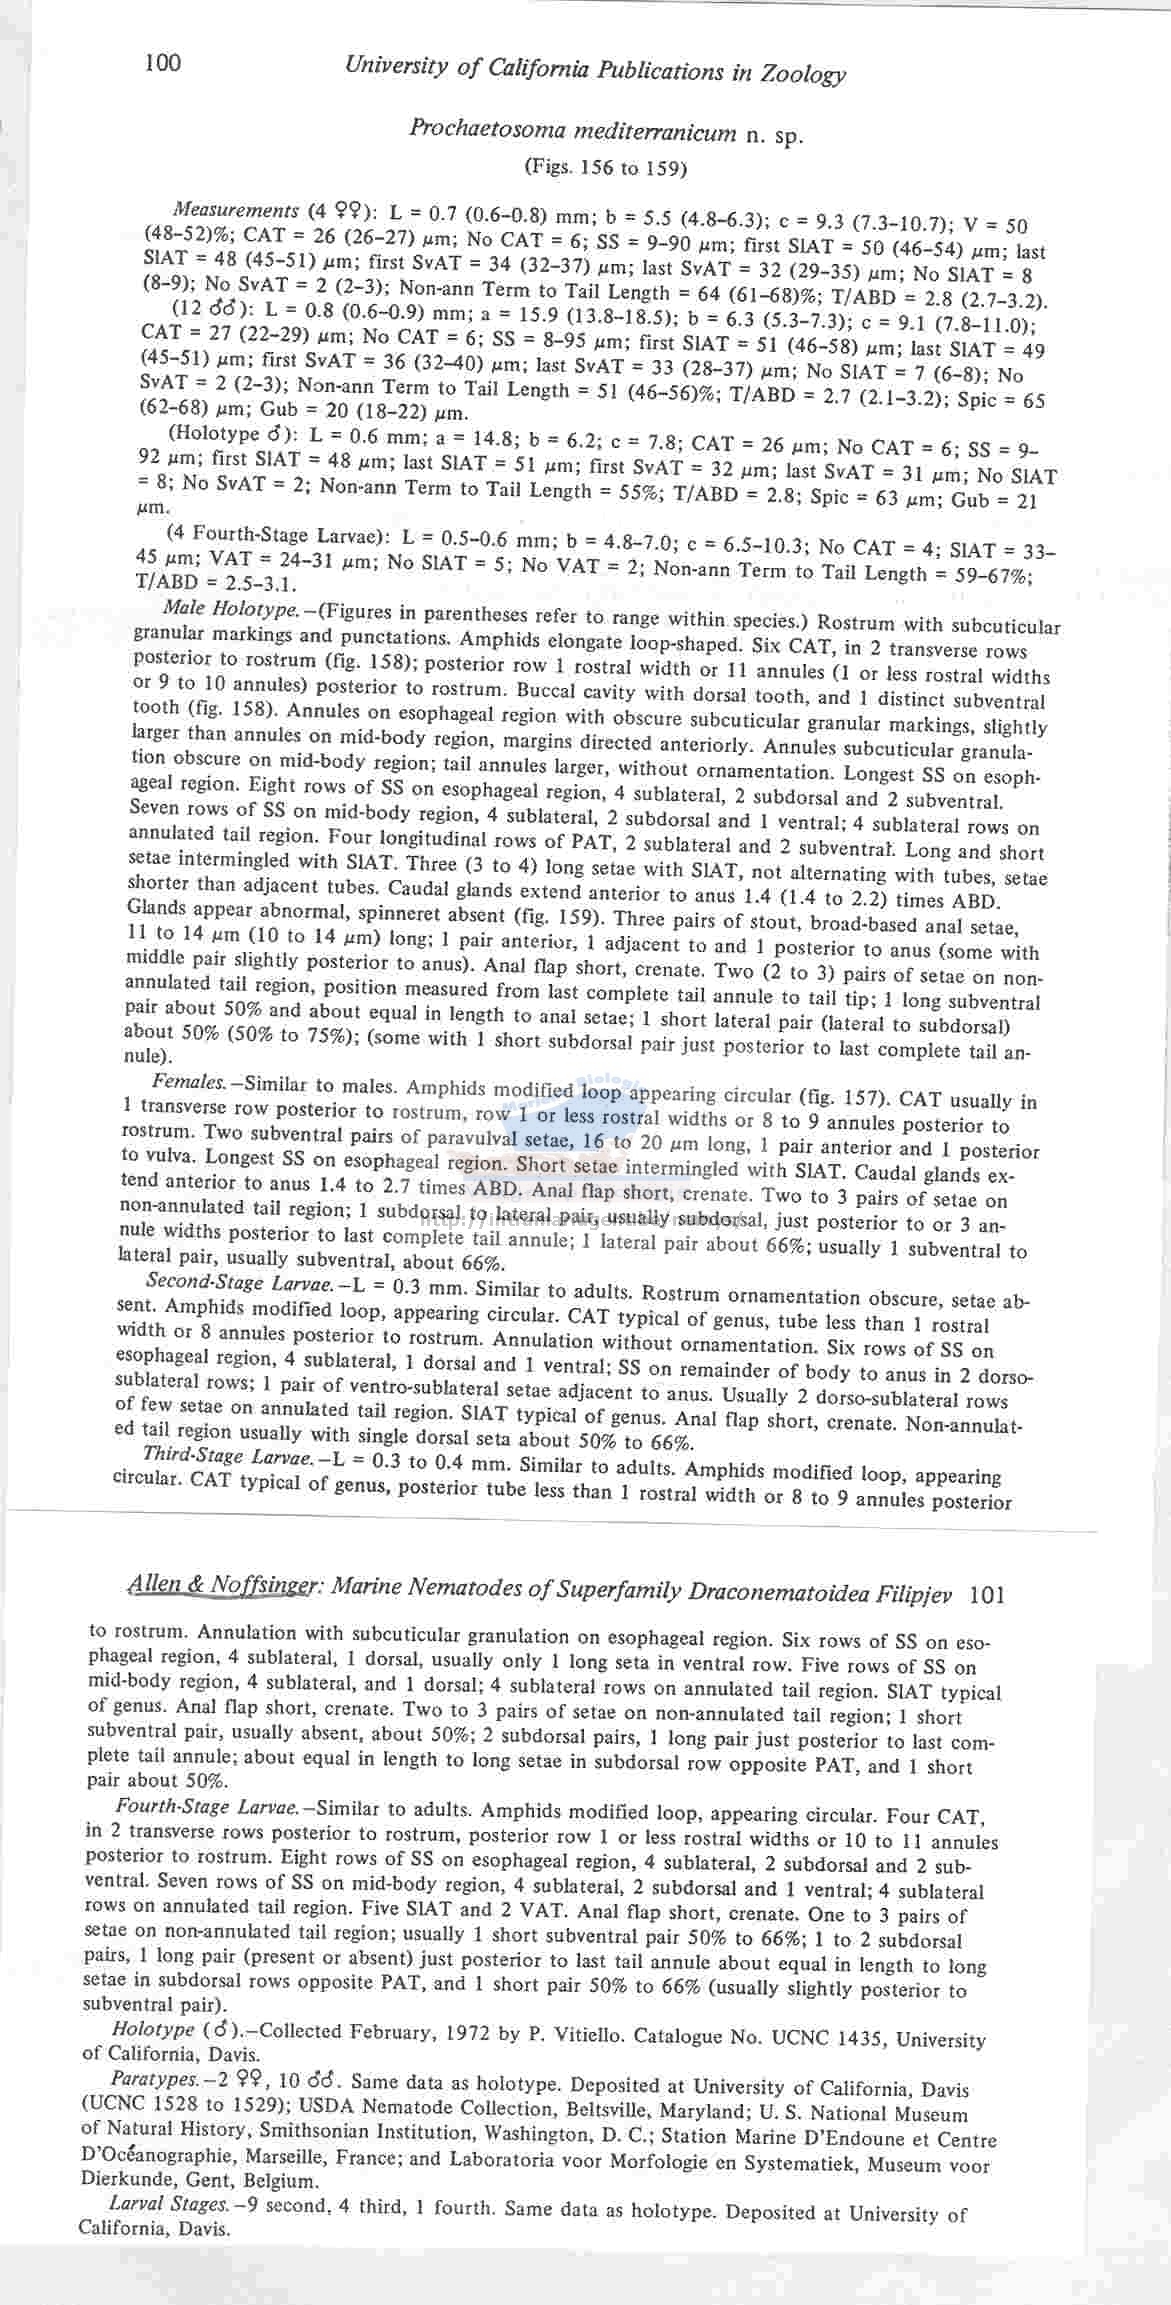 100 University of California Publications in Zoology
Prochaetosoma mediterranicum n. sp.
(Figs. 156 to 159)
Measurements (4 ♀♀): L = 0.7 (0.6–0.8) mm; b = 5.5 (4.8–6.3); c = 9.3 (7.3–10.7); V = 50
(48–52)%; CAT = 26 (26–27) μm; No CAT = 6; SS = 9–90 μm; first SlAT = 50 (46–54) μm; last
SlAT = 48 (45–51) μm; first SvAT = 34 (32–37) μm; last SvAT = 32 (29–35) μm; No SlAT = 8
(8–9); No SvAT = 2 (2–3); Non-ann Term to Tail Length = 64 (61–68)%; T/ABD = 2.8 (2.7–3.2).
(12 ♂♂): L = 0.8 (0.6–0.9) mm; a = 15.9 (13.8–18.5); b = 6.3 (5.3–7.3); c = 9.1 (7.8–11.0);
CAT = 27 (22–29) μm; No CAT = 6; SS = 8–95 μm; first SlAT = 51 (46–58) μm; last SlAT = 49
(45–51) μm; first SvAT = 36 (32–40) μm; last SvAT = 33 (28–37) μm; No SlAT = 7 (6–8); No
SvAT = 2 (2–3); Non-ann Term to Tail Length = 51 (46–56)%; T/ABD = 2.7 (2.1–3.2); Spic = 65
(62–68) μm; Gub = 20 (18–22) μm.
(Holotype ♂): L = 0.6 mm; a = 14.8; b = 6.2; c = 7.8; CAT = 26 μm; No CAT = 6; SS = 9–
92 μm; first SlAT = 48 μm; last SlAT = 51 μm; first SvAT = 32 μm; last SvAT = 31 μm; No SlAT
= 8; No SvAT = 2; Non-ann Term to Tail Length = 55%; T/ABD = 2.8; Spic = 63 μm; Gub = 21
μm.
(4 Fourth-Stage Larvae): L = 0.5–0.6 mm; b = 4.8–7.0; c = 6.5–10.3; No CAT = 4; SlAT = 33–
45 μm; VAT = 24–31 μm; No SlAT = 5; No VAT = 2; Non-ann Term to Tail Length = 59–67%;
T/ABD = 2.5–3.1.
Male Holotype.–(Figures in parentheses refer to range within species.) Rostrum with subcuticular
granular markings and punctations. Amphids elongate loop-shaped. Six CAT, in 2 transverse rows
posterior to rostrum (fig. 158); posterior row 1 rostral width or 11 annules (1 or less rostral widths
or 9 to 10 annules) posterior to rostrum. Buccal cavity with dorsal tooth, and 1 distinct subventral
tooth (fig. 158). Annules on esophageal region with obscure subcuticular granular markings, slightly
larger than annules on mid-body region, margins directed anteriorly. Annules subcuticular granula-
tion obscure on mid-body region; tail annules larger, without ornamentation. Longest SS on esoph-
ageal region. Eight rows of SS on esophageal region, 4 sublateral, 2 subdorsal and 2 subventral.
Seven rows of SS on mid-body region, 4 sublateral, 2 subdorsal and 1 ventral; 4 sublateral rows on
annulated tail region. Four longitudinal rows of PAT, 2 sublateral and 2 subventral. Long and short
setae intermingled with SlAT. Three (3 to 4) long setae with SlAT, not alternating with tubes, setae
shorter than adjacent tubes. Caudal glands extend anterior to anus 1.4 (1.4 to 2.2) times ABD.
Glands appear abnormal, spinneret absent (fig. 159). Three pairs of stout, broad-based anal setae,
11 to 14 μm (10 to 14 μm) long; 1 pair anterior, 1 adjacent to and 1 posterior to anus (some with
middle pair slightly posterior to anus). Anal flap short, crenate. Two (2 to 3) pairs of setae on non-
annulated tail region, position measured from last complete tail annule to tail tip; 1 long subventral
pair about 50% and about equal in length to anal setae; 1 short lateral pair (lateral to subdorsal)
about 50% (50% to 75%); (some with 1 short subdorsal pair just posterior to last complete tail an-
nule).
Females.–Similar to males. Amphids modified loop appearing circular (fig. 157). CAT usually in
1 transverse row posterior to rostrum, row 1 or less rostral widths or 8 to 9 annules posterior to
rostrum. Two subventral pairs of paravulval setae, 16 to 20 μm long, 1 pair anterior and 1 posterior
to vulva. Longest SS on esophageal region. Short setae intermingled with SlAT. Caudal glands ex-
tend anterior to anus 1.4 to 2.7 times ABD. Anal flap short, crenate. Two to 3 pairs of setae on
non-annulated tail region; 1 subdorsal to lateral pair, usually subdorsal, just posterior to or 3 an-
nule widths posterior to last complete tail annule; 1 lateral pair about 66%; usually 1 subventral to
lateral pair, usually subventral, about 66%.
Second-Stage Larvae.–L = 0.3 mm. Similar to adults. Rostrum ornamentation obscure, setae ab-
sent. Amphids modified loop, appearing circular. CAT typical of genus, tube less than 1 rostral
width or 8 annules posterior to rostrum. Annulation without ornamentation. Six rows of SS on
esophageal region, 4 sublateral, 1 dorsal and 1 ventral; SS on remainder of body to anus in 2 dorso-
sublateral rows; 1 pair of ventro-sublateral setae adjacent to anus. Usually 2 dorso-sublateral rows
of few setae on annulated tail region. SlAT typical of genus. Anal flap short, crenate. Non-annulat-
ed tail region usually with single dorsal seta about 50% to 66%.
Third-Stage Larvae.–L = 0.3 to 0.4 mm. Similar to adults. Amphids modified loop, appearing
circular. CAT typical of genus, posterior tube less than 1 rostral width or 8 to 9 annules posterior
Allen & Noffsinger: Marine Nematodes of Superfamily Draconematoidea Filipjev 101
to rostrum. Annulation with subcuticular granulation on esophageal region. Six rows of SS on eso-
phageal region, 4 sublateral, 1 dorsal, usually only 1 long seta in ventral row. Five rows of SS on
mid-body region, 4 sublateral, and 1 dorsal; 4 sublateral rows on annulated tail region. SlAT typical
of genus. Anal flap short, crenate. Two to 3 pairs of setae on non-annulated tail region; 1 short
subventral pair, usually absent, about 50%; 2 subdorsal pairs, 1 long pair just posterior to last com-
plete tail annule; about equal in length to long setae in subdorsal row opposite PAT, and 1 short
pair about 50%.
Fourth-Stage Larvae.–Similar to adults. Amphids modified loop, appearing circular. Four CAT,
in 2 transverse rows posterior to rostrum, posterior row 1 or less rostral widths or 10 to 11 annules
posterior to rostrum. Eight rows of SS on esophageal region, 4 sublateral, 2 subdorsal and 2 sub-
ventral. Seven rows of SS on mid-body region, 4 sublateral, 2 subdorsal and 1 ventral; 4 sublateral
rows on annulated tail region. Five SlAT and 2 VAT. Anal flap short, crenate. One to 3 pairs of
setae on non-annulated tail region; usually 1 short subventral pair 50% to 66%; 1 to 2 subdorsal
pairs, 1 long pair (present or absent) just posterior to last tail annule about equal in length to long
setae in subdorsal rows opposite PAT, and 1 short pair 50% to 66% (usually slightly posterior to
subventral pair).
Holotype (♂).–Collected February, 1972 by P. Vitiello. Catalogue No. UCNC 1435, University
of California, Davis.
Paratypes.–2 ♀♀, 10 ♂♂. Same data as holotype. Deposited at University of California, Davis
(UCNC 1528 to 1529); USDA Nematode Collection, Beltsville, Maryland; U. S. National Museum
of Natural History, Smithsonian Institution, Washington, D. C.; Station Marine D'Endoune et Centre
D'Océanographie, Marseille, France; and Laboratoria voor Morfologie en Systematiek, Museum voor
Dierkunde, Gent, Belgium.
Larval Stages.–9 second, 4 third, 1 fourth. Same data as holotype. Deposited at University of
California, Davis.